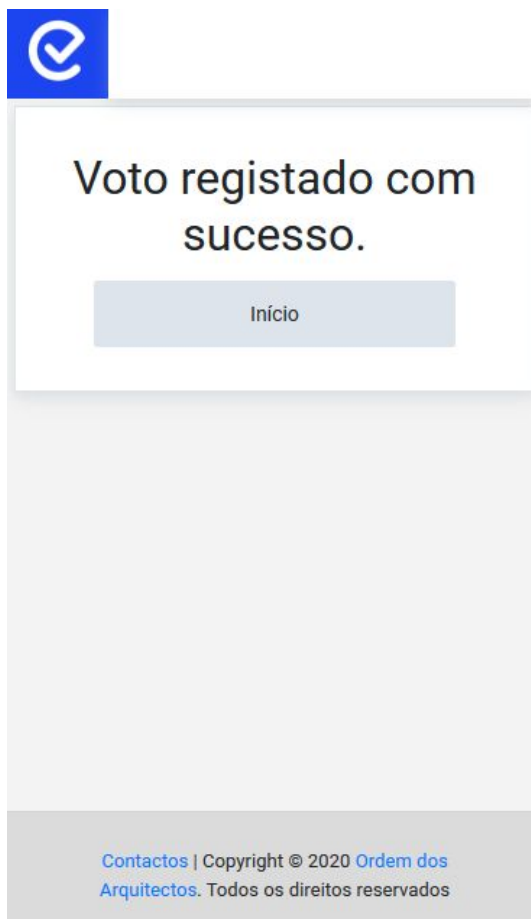 Voto registado com
sucesso.
Início
Contactos | Copyright © 2020 Ordem dos
Arquitectos. Todos os direitos reservados